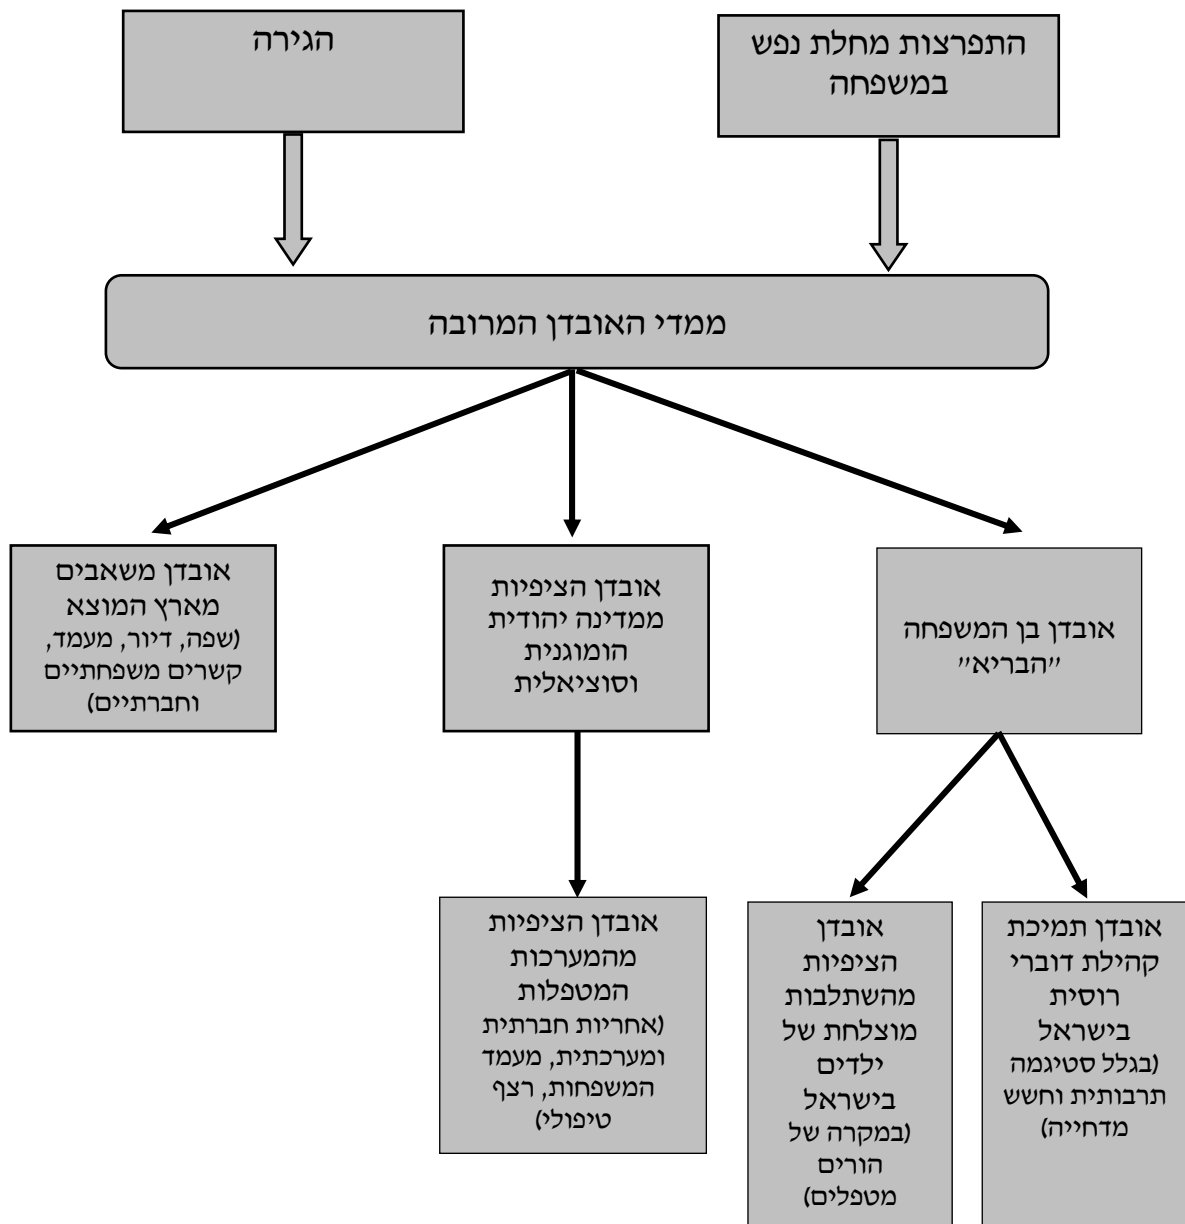 התפרצות מחלת נפש
במשפחה
הגירה
ממדי האובדן המרובה
אובדן בן המשפחה
"הבריא"
אובדן הציפיות
ממדינה יהודית
הומוגנית
וסוציאלית
אובדן משאבים
מארץ המוצא
(שפה, דיור, מעמד,
קשרים משפחתיים
וחברתיים)
אובדן תמיכת
קהילת דוברי
רוסית
בישראל
(בגלל סטיגמה
תרבותית וחשש
מדחייה)
אובדן
הציפיות
מהשתלבות
מוצלחת של
ילדים
בישראל
(במקרה של
הורים
מטפלים)
אובדן הציפיות
מהמערכות
המטפלות
(אחריות חברתית
ומערכתית, מעמד
המשפחות, רצף
טיפולי)